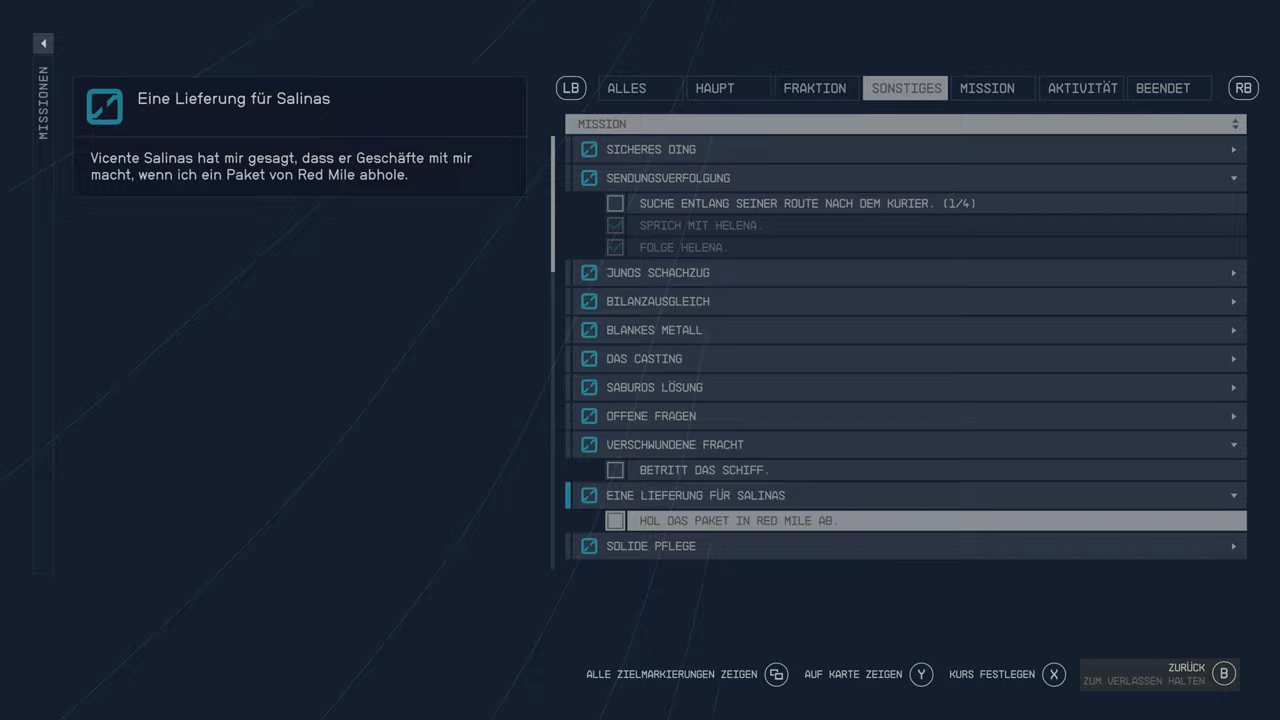 MISSIONEN
Eine Lieferung für Salinas
Vicente Salinas hat mir gesagt, dass er Geschäfte mit mir
macht, wenn ich ein Paket von Red Mile abhole.
LB ALLES HAUPT FRAKTION SONSTIGES MISSION AKTIVITÄT BEENDET RB
MISSION
SICHERES DING
SENDUNGSVERFOLGUNG
SUCHE ENTLANG SEINER ROUTE NACH DEM KURIER. (1/4)
SPRICH MIT HELENA.
FOLGE HELENA.
JUNOS SCHACHZUG
BILANZAUSGLEICH
BLANKES METALL
DAS CASTING
SABUROS LÖSUNG
OFFENE FRAGEN
VERSCHWUNDENE FRACHT
BETRITT DAS SCHIFF.
EINE LIEFERUNG FÜR SALINAS
HOL DAS PAKET IN RED MILE AB.
SOLIDE PFLEGE
ALLE ZIELMARKIERUNGEN ZEIGEN AUF KARTE ZEIGEN Y KURS FESTLEGEN X ZURÜCK B
ZUM VERLASSEN HALTEN